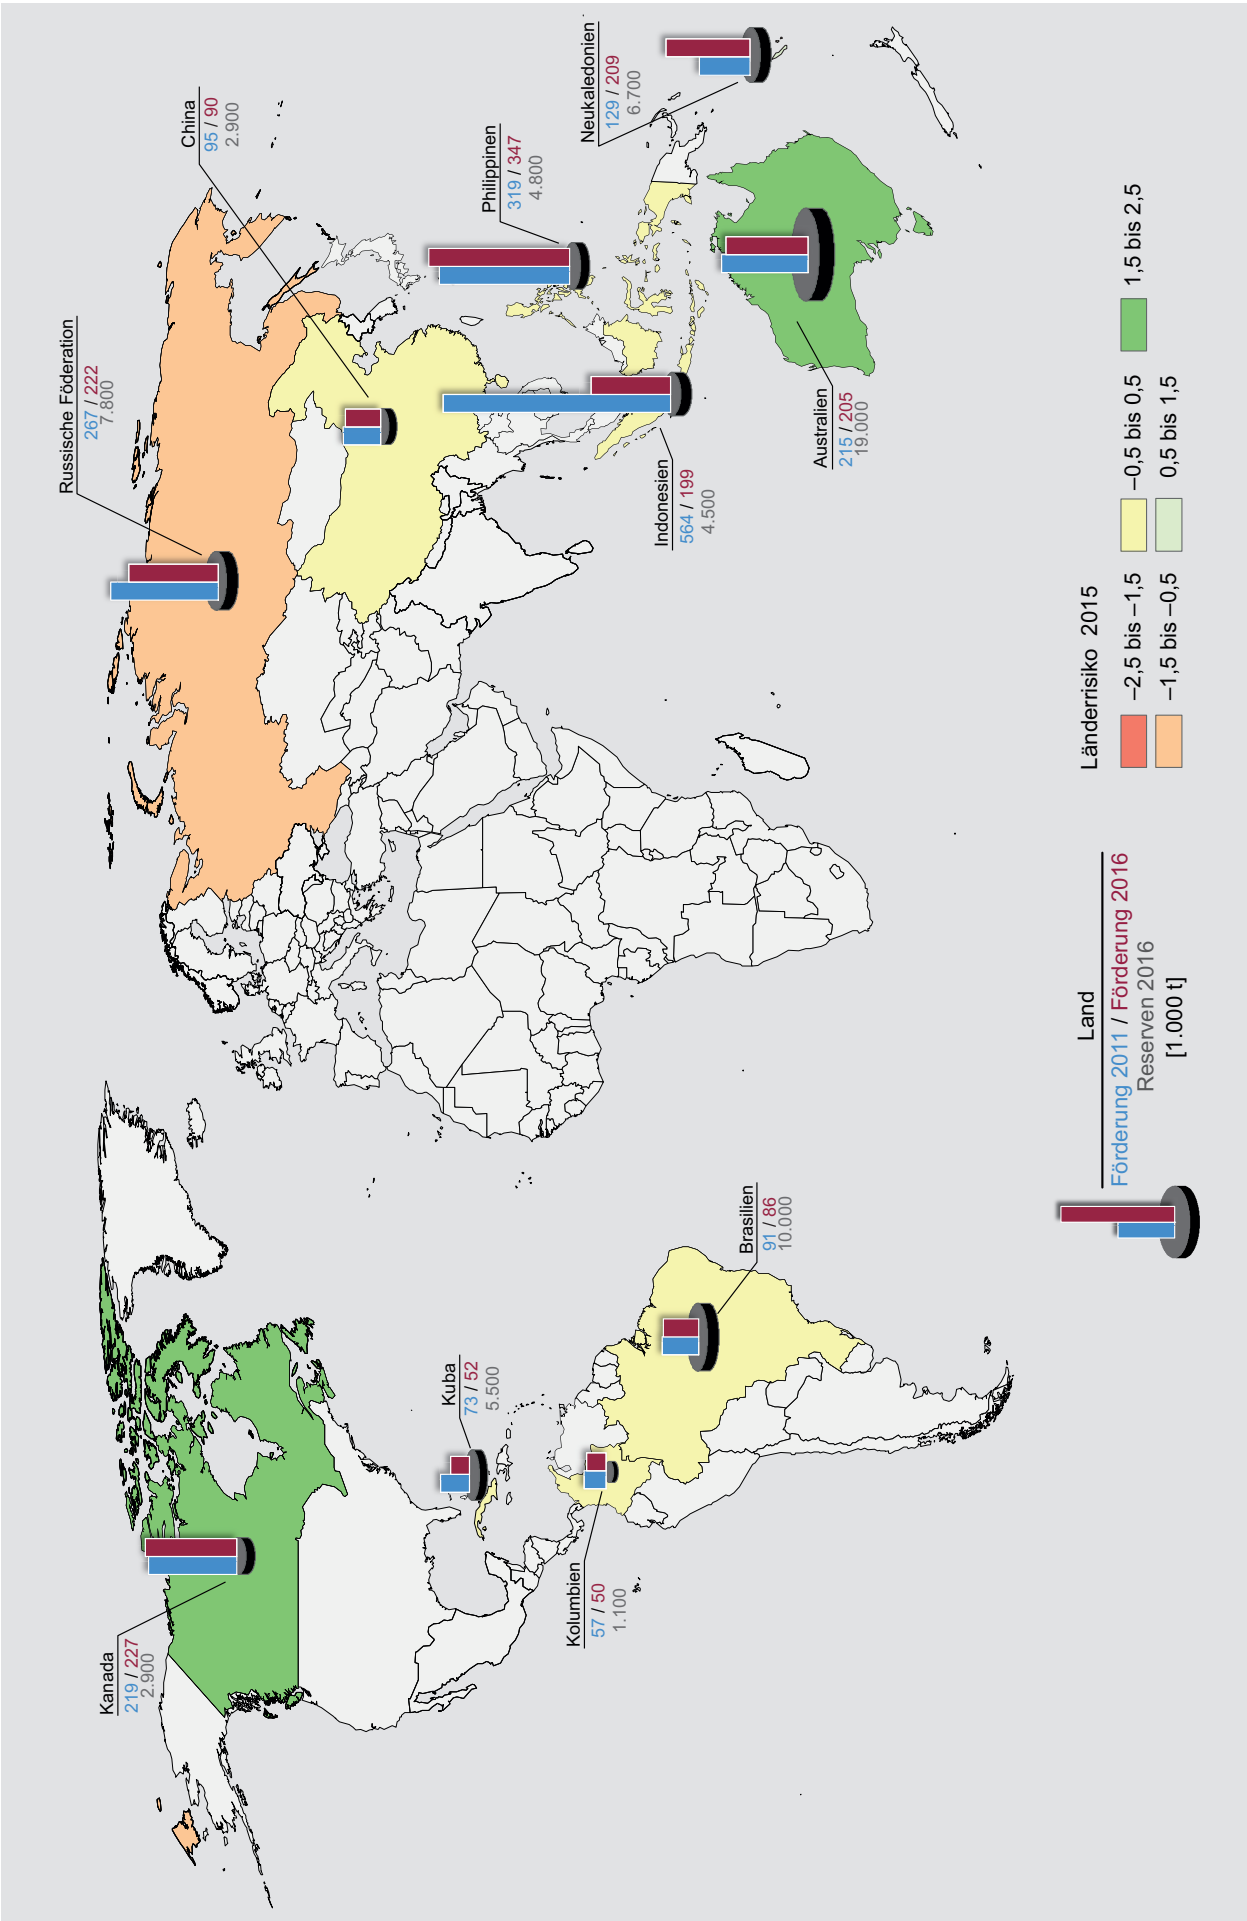 Kanada
219 / 227
2.900
Russische Föderation
267 / 222
7.800
China
95 / 90
2.900
Kuba
73 / 52
5.500
Philippinen
319 / 347
4.800
Neukaledonien
129 / 209
6.700
Kolumbien
57 / 50
1.100
Indonesien
564 / 199
4.500
Brasilien
91 / 86
10.000
Australien
215 / 205
19.000
Land
Förderung 2011 / Förderung 2016
Reserven 2016
[1.000 t]
Länderrisiko 2015
–2,5 bis –1,5
–0,5 bis 0,5
1,5 bis 2,5
–1,5 bis –0,5
0,5 bis 1,5